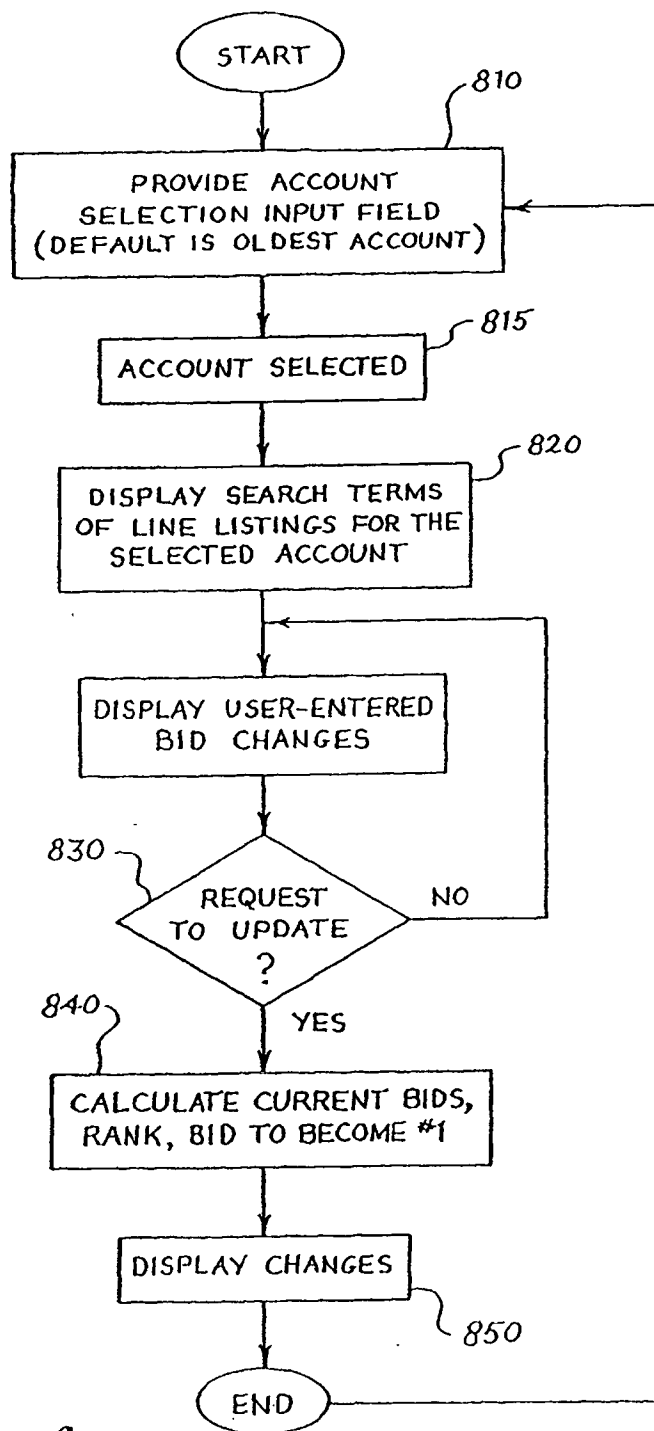 START
810
PROVIDE ACCOUNT
SELECTION INPUT FIELD
(DEFAULT IS OLDEST ACCOUNT)
815
ACCOUNT SELECTED
820
DISPLAY SEARCH TERMS
OF LINE LISTINGS FOR THE
SELECTED ACCOUNT
DISPLAY USER-ENTERED
BID CHANGES
830
REQUEST
TO UPDATE
?
NO
YES
840
CALCULATE CURRENT BIDS,
RANK, BID TO BECOME #1
DISPLAY CHANGES
850
END